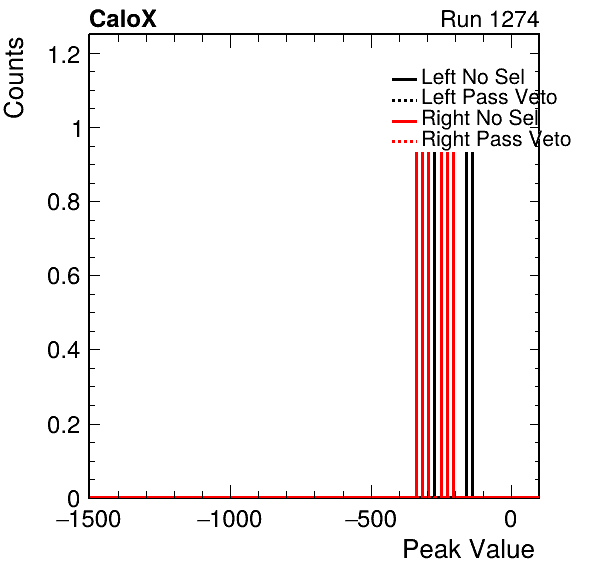 CaloX Run 1274
Counts
1.2
1
0.8
0.6
0.4
0.2
0
Left No Sel
Left Pass Veto
Right No Sel
Right Pass Veto
−1500 −1000 −500 0
Peak Value